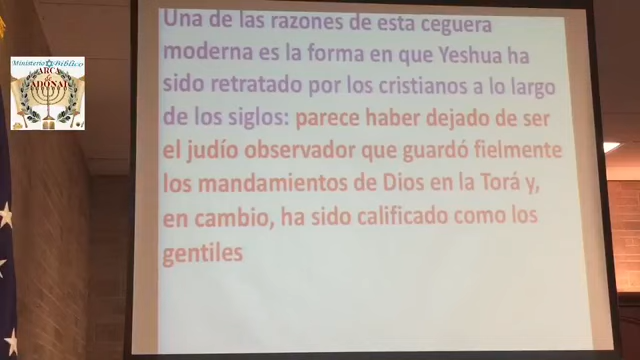 Ministerio Bíblico
ARCA
de
ADONAI
Una de las razones de esta ceguera
moderna es la forma en que Yeshua ha
sido retratado por los cristianos a lo largo
de los siglos: parece haber dejado de ser
el judío observador que guardó fielmente
los mandamientos de Dios en la Torá y,
en cambio, ha sido calificado como los
gentiles